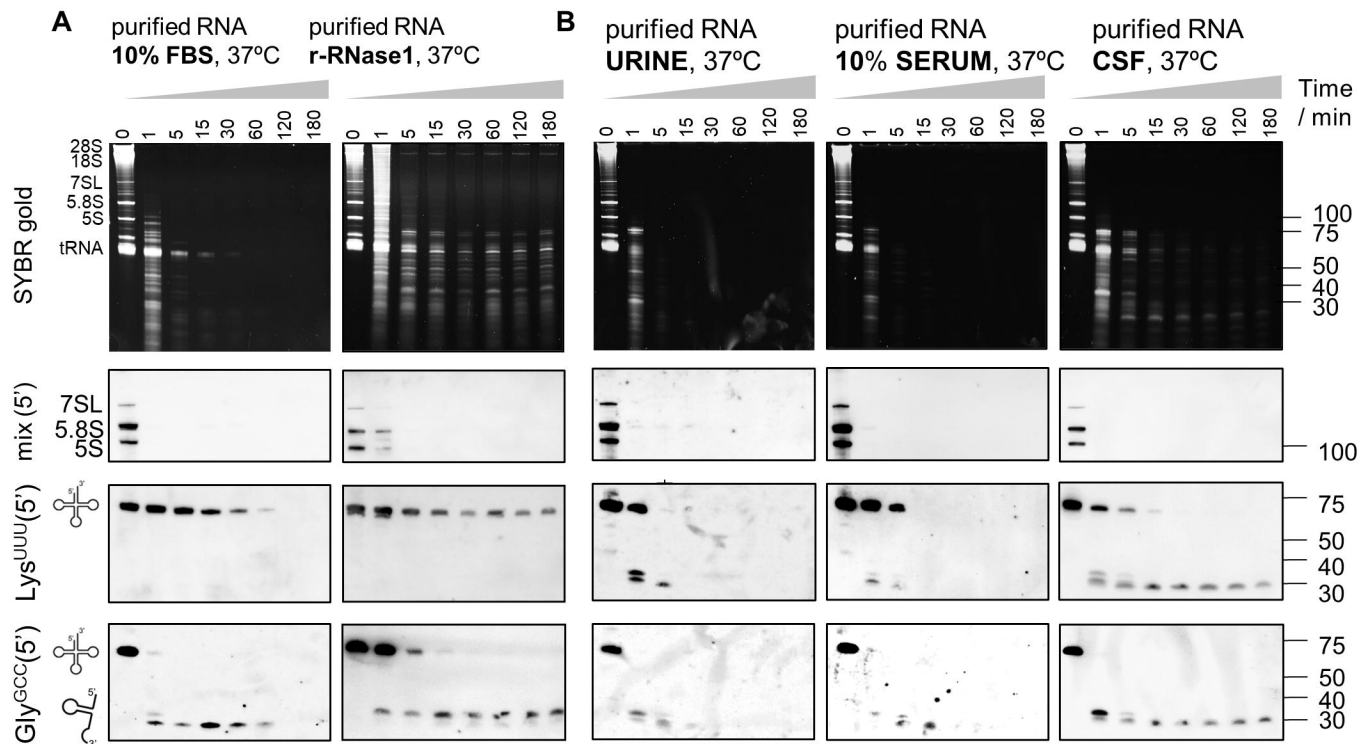 A
purified RNA
10% FBS, 37ºC
purified RNA
r-RNase1, 37ºC
B
purified RNA
URINE, 37ºC
purified RNA
10% SERUM, 37ºC
purified RNA
CSF, 37ºC
Time
/ min
0 1 5 15 30 60 120 180
0 1 5 15 30 60 120 180
0 1 5 15 30 60 120 180
0 1 5 15 30 60 120 180
0 1 5 15 30 60 120 180
SYBR gold
28S
18S
7SL
5.8S
5S
tRNA
100
75
50
40
30
mix (5')
7SL
5.8S
5S
100
Lys^UUU(5')
5' 3'
75
50
40
30
Gly^GCC(5')
5' 3'
5'
3'
75
50
40
30